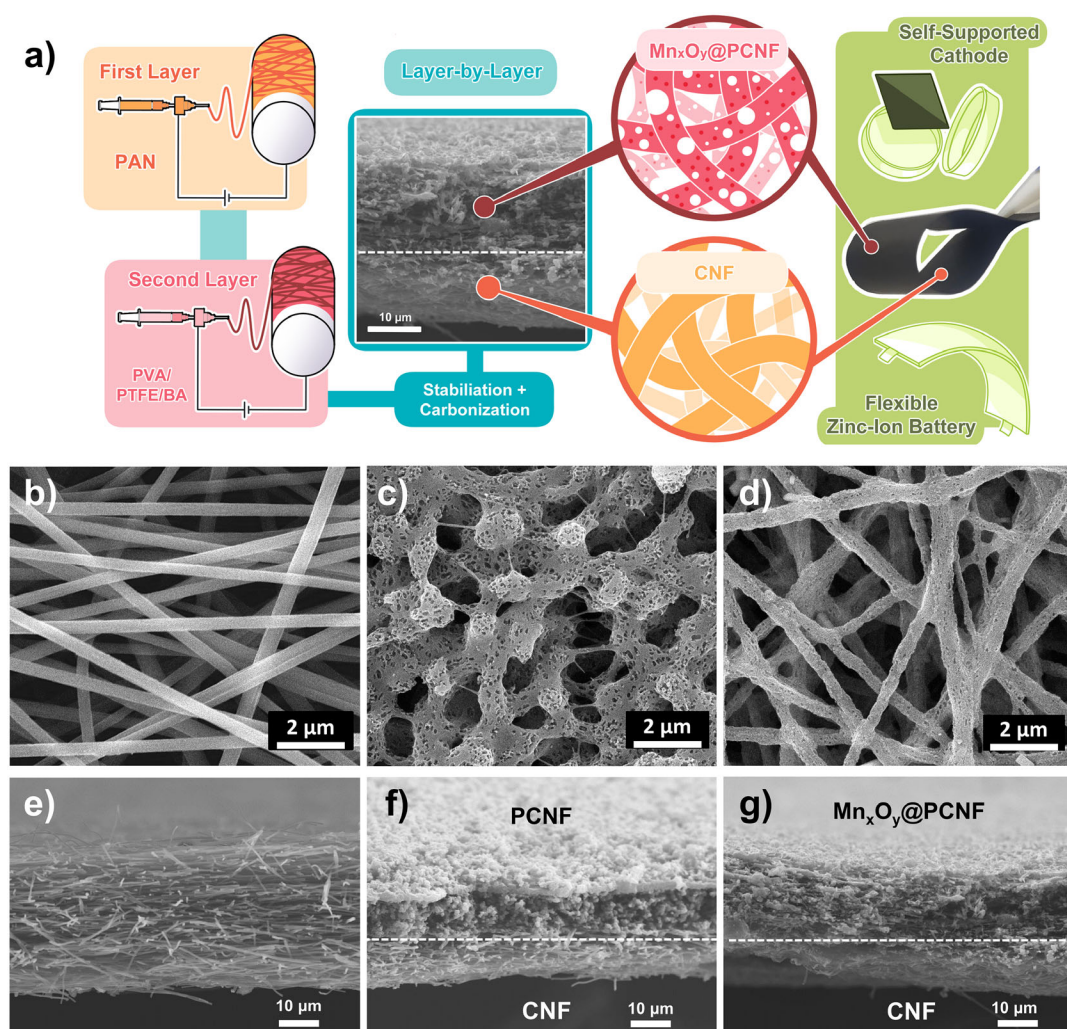 a)
First Layer
PAN
Second Layer
PVA/
PTFE/BA
Layer-by-Layer
10 µm
Stabiliation +
Carbonization
MnxOy@PCNF
CNF
Self-Supported
Cathode
Flexible
Zinc-Ion Battery
b)
2 µm
c)
2 µm
d)
2 µm
e)
10 µm
f)
PCNF
CNF
10 µm
g)
MnxOy@PCNF
CNF
10 µm